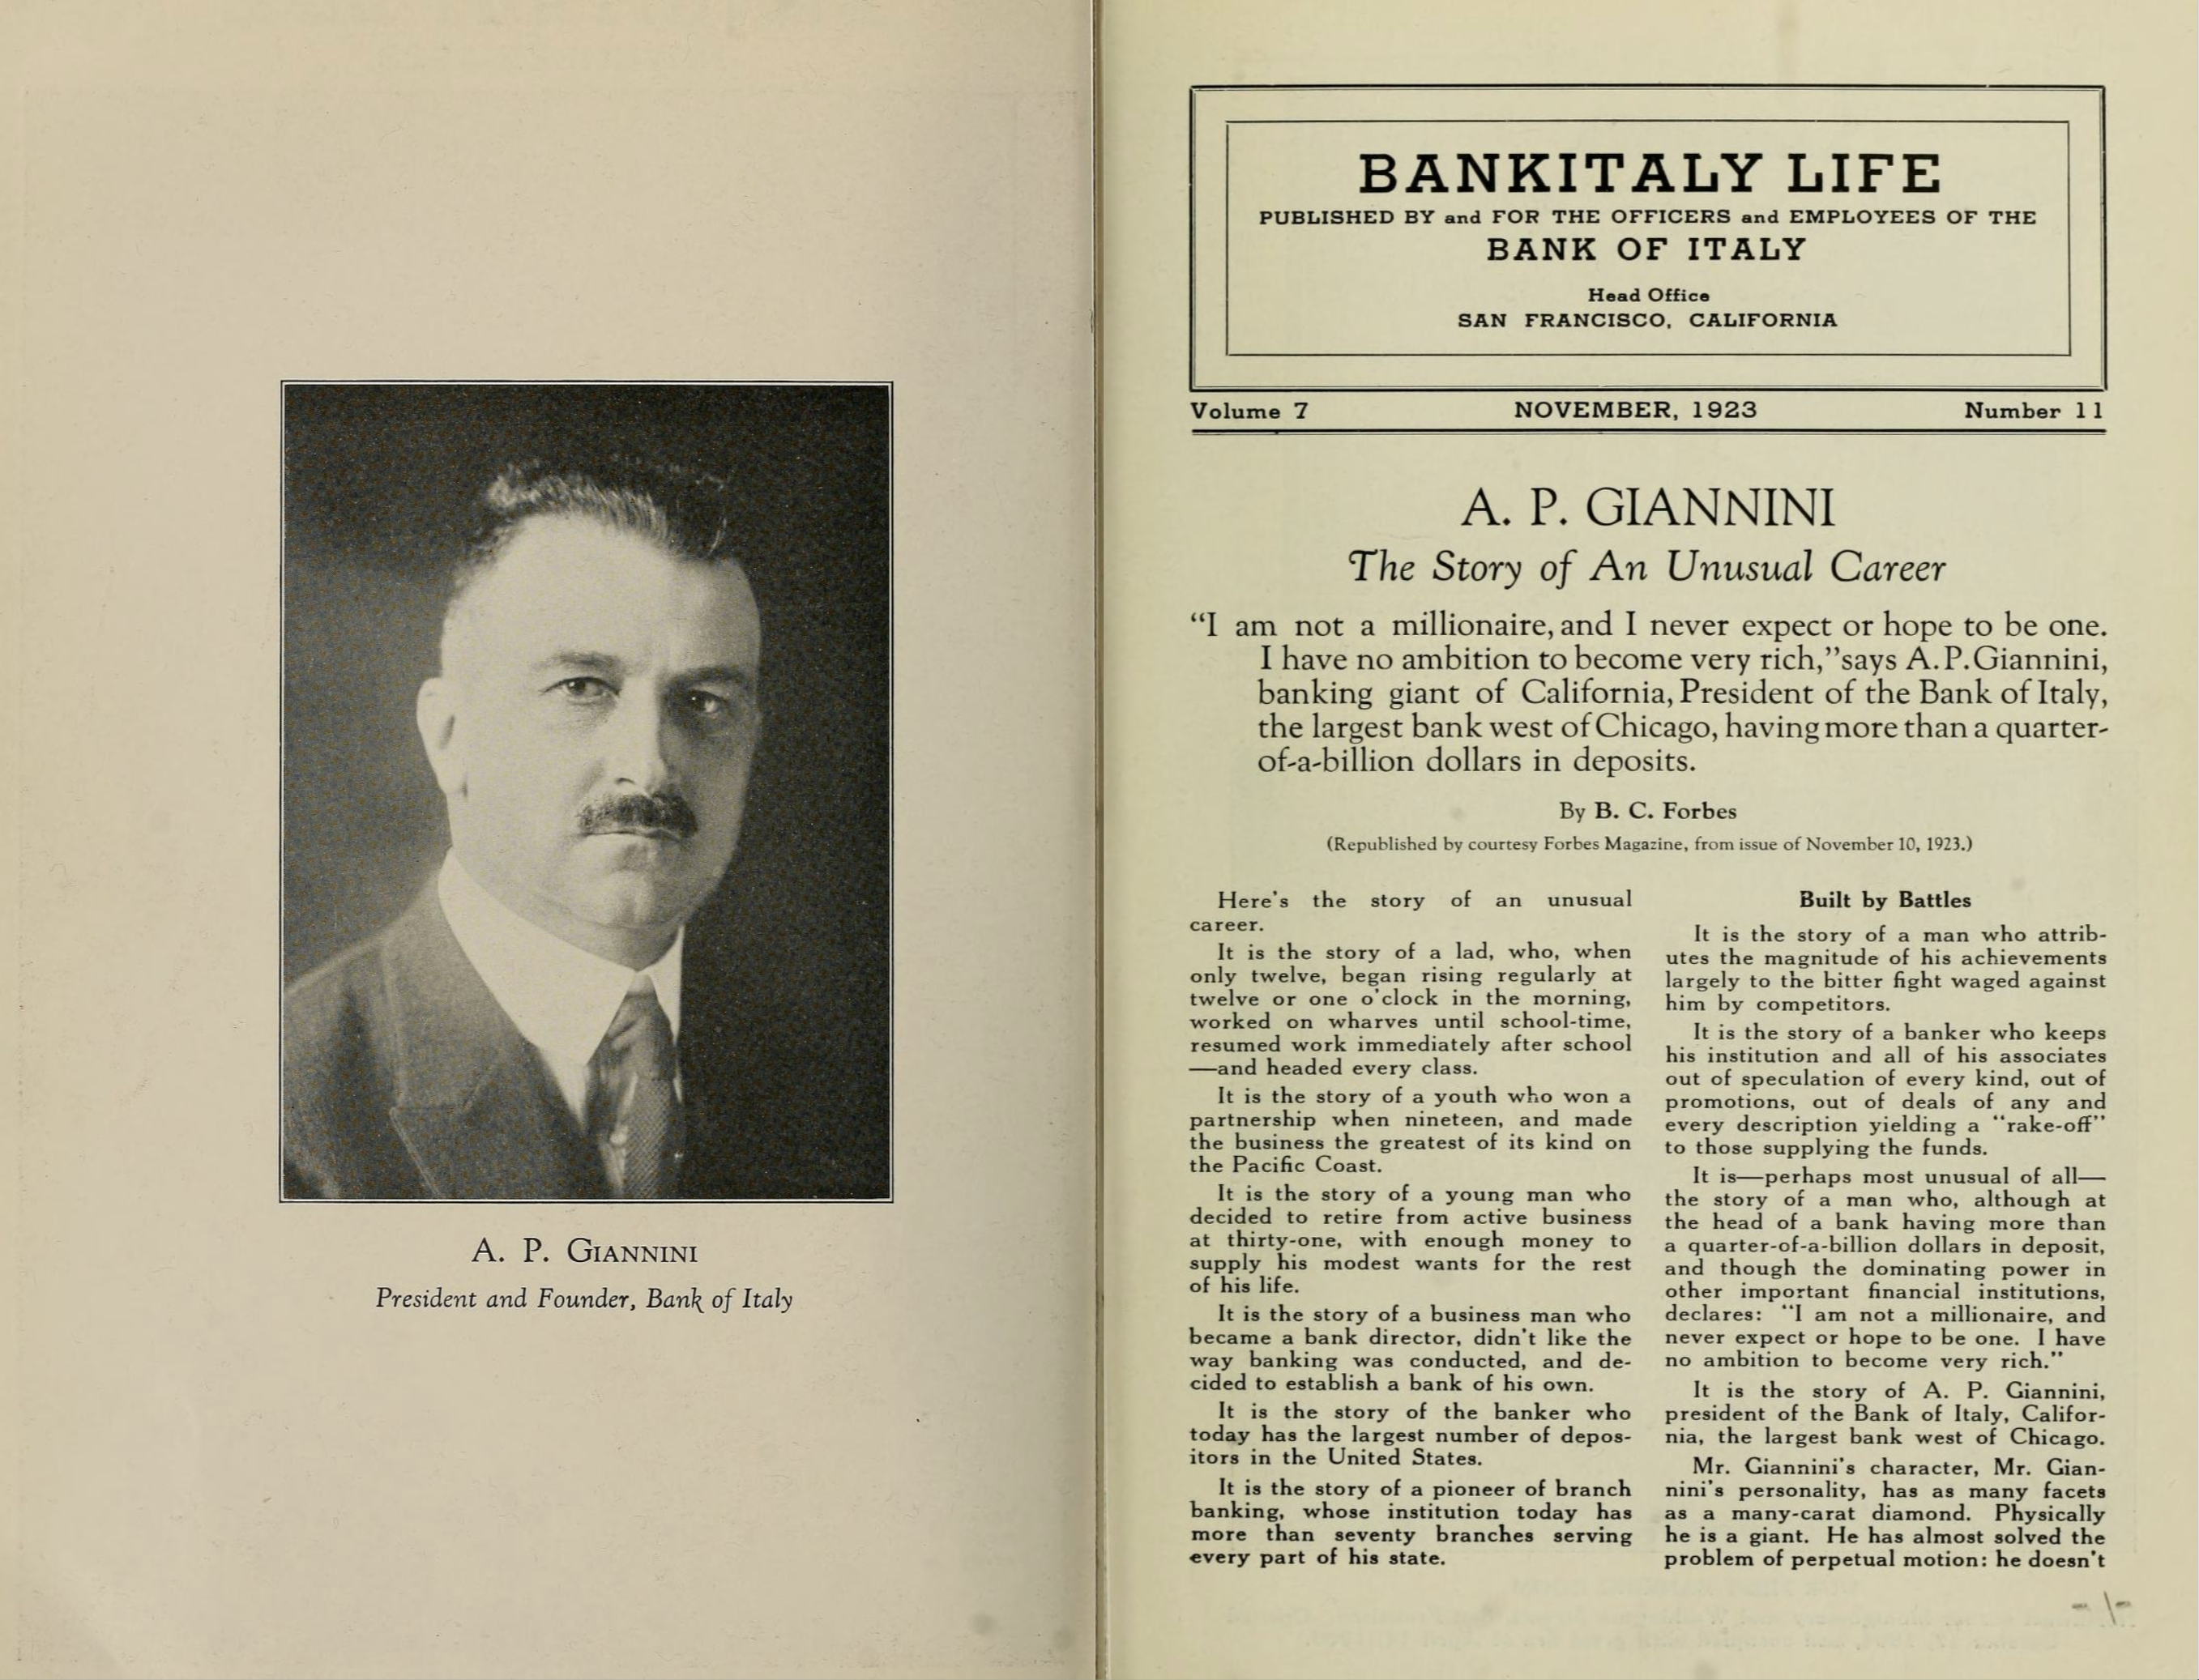 A. P. GIANNINI
President and Founder, Bank of Italy
BANKITALY LIFE
PUBLISHED BY and FOR THE OFFICERS and EMPLOYEES OF THE
BANK OF ITALY
Head Office
SAN FRANCISCO, CALIFORNIA
Volume 7 NOVEMBER, 1923 Number 11
A. P. GIANNINI
The Story of An Unusual Career
“I am not a millionaire, and I never expect or hope to be one.
I have no ambition to become very rich,” says A. P. Giannini,
banking giant of California, President of the Bank of Italy,
the largest bank west of Chicago, having more than a quarter-
of-a-billion dollars in deposits.
By B. C. Forbes
(Republished by courtesy Forbes Magazine, from issue of November 10, 1923.)
Here's the story of an unusual
career.
It is the story of a lad, who, when
only twelve, began rising regularly at
twelve or one o'clock in the morning,
worked on wharves until school-time,
resumed work immediately after school
—and headed every class.
It is the story of a youth who won a
partnership when nineteen, and made
the business the greatest of its kind on
the Pacific Coast.
It is the story of a young man who
decided to retire from active business
at thirty-one, with enough money to
supply his modest wants for the rest
of his life.
It is the story of a business man who
became a bank director, didn't like the
way banking was conducted, and de-
cided to establish a bank of his own.
It is the story of the banker who
today has the largest number of depos-
itors in the United States.
It is the story of a pioneer of branch
banking, whose institution today has
more than seventy branches serving
every part of his state.
Built by Battles
It is the story of a man who attrib-
utes the magnitude of his achievements
largely to the bitter fight waged against
him by competitors.
It is the story of a banker who keeps
his institution and all of his associates
out of speculation of every kind, out of
promotions, out of deals of any and
every description yielding a “rake-off”
to those supplying the funds.
It is—perhaps most unusual of all—
the story of a man who, although at
the head of a bank having more than
a quarter-of-a-billion dollars in deposit,
and though the dominating power in
other important financial institutions,
declares: “I am not a millionaire, and
never expect or hope to be one. I have
no ambition to become very rich.”
It is the story of A. P. Giannini,
president of the Bank of Italy, Califor-
nia, the largest bank west of Chicago.
Mr. Giannini's character, Mr. Gian-
nini's personality, has as many facets
as a many-carat diamond. Physically
he is a giant. He has almost solved the
problem of perpetual motion: he doesn't